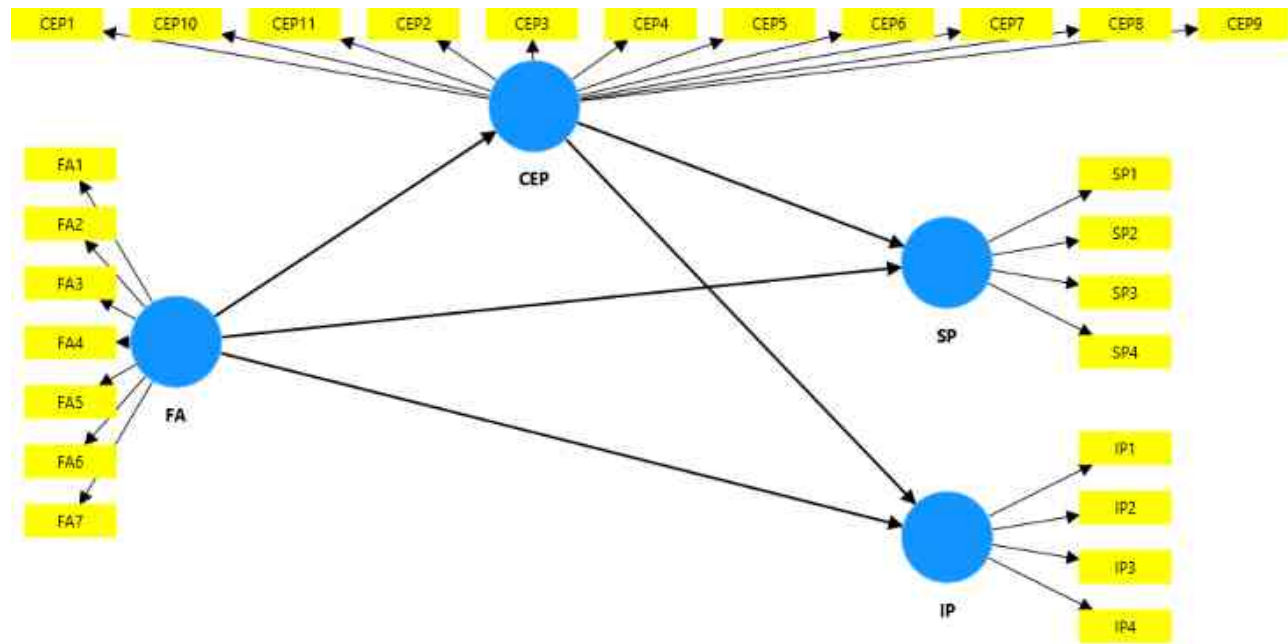 CEP1 CEP10 CEP11 CEP2 CEP3 CEP4 CEP5 CEP6 CEP7 CEP8 CEP9
CEP
FA1
FA2
FA3
FA4
FA5
FA6
FA7
FA
SP1
SP2
SP3
SP4
SP
IP1
IP2
IP3
IP4
IP